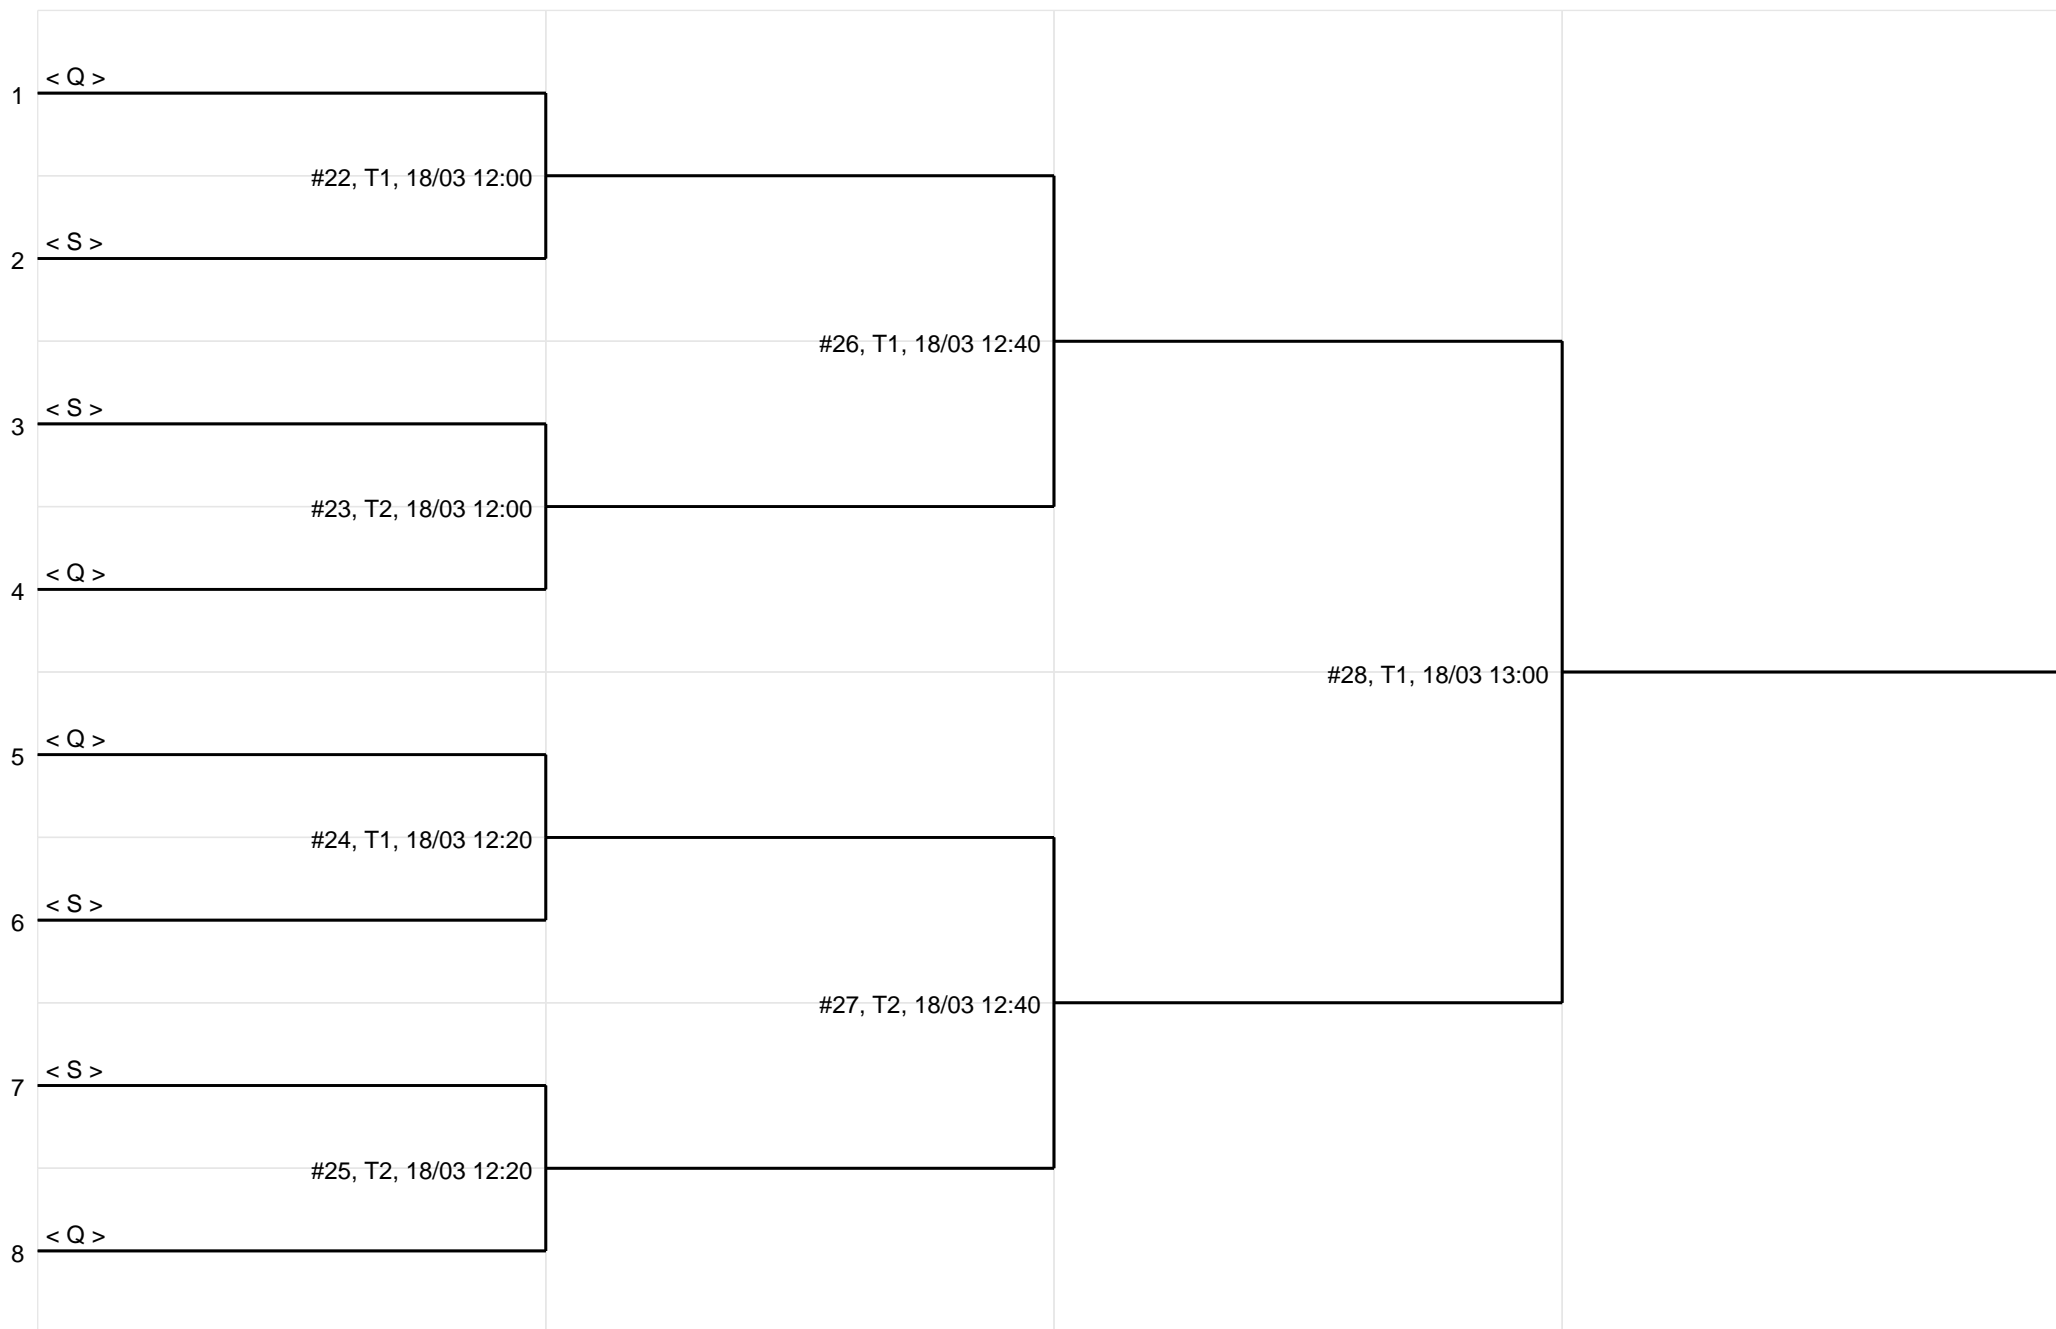 < Q >
1
#22, T1, 18/03 12:00
< S >
2
#26, T1, 18/03 12:40
< S >
3
#23, T2, 18/03 12:00
< Q >
4
#28, T1, 18/03 13:00
< Q >
5
#24, T1, 18/03 12:20
< S >
6
#27, T2, 18/03 12:40
< S >
7
#25, T2, 18/03 12:20
< Q >
8